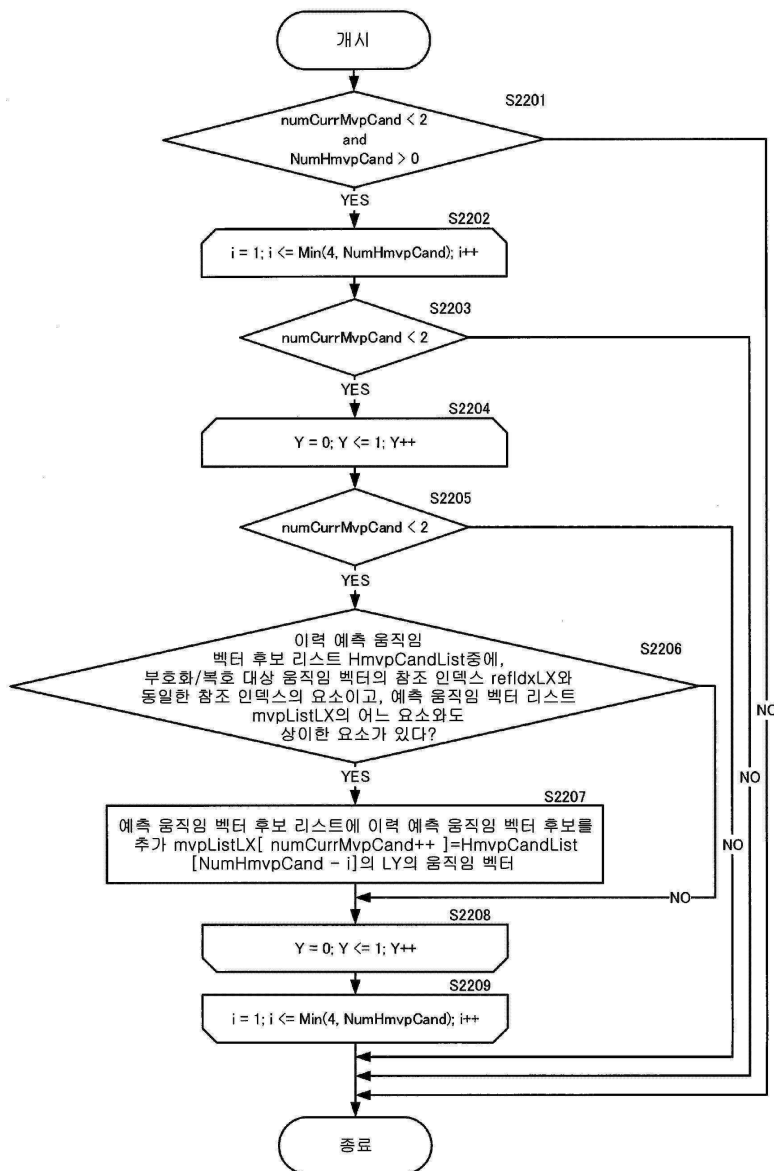 개시
S2201
numCurrMvpCand < 2
and
NumHmvpCand > 0
YES
S2202
i = 1; i <= Min(4, NumHmvpCand); i++
S2203
numCurrMvpCand < 2
YES
S2204
Y = 0; Y <= 1; Y++
S2205
numCurrMvpCand < 2
YES
S2206
이력 예측 움직임
벡터 후보 리스트 HmvpCandList중에,
부호화/복호 대상 움직임 벡터의 참조 인덱스 refIdxLX와
동일한 참조 인덱스의 요소이고, 예측 움직임 벡터 리스트
mvpListLX의 어느 요소와도
상이한 요소가 있다?
NO
NO
YES
S2207
예측 움직임 벡터 후보 리스트에 이력 예측 움직임 벡터 후보를
추가 mvpListLX[ numCurrMvpCand++ ]=HmvpCandList
[NumHmvpCand - i]의 LY의 움직임 벡터
NO
NO
S2208
Y = 0; Y <= 1; Y++
S2209
i = 1; i <= Min(4, NumHmvpCand); i++
종료